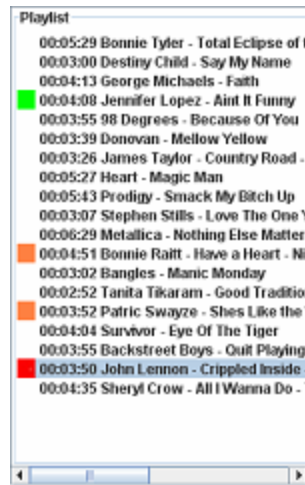 Playlist
00:05:29 Bonnie Tyler - Total Eclipse of
00:03:00 Destiny Child - Say My Name
00:04:13 George Michaels - Faith
00:04:08 Jennifer Lopez - Aint It Funny
00:03:55 98 Degrees - Because Of You
00:03:39 Donovan - Mellow Yellow
00:03:26 James Taylor - Country Road -
00:05:27 Heart - Magic Man
00:05:43 Prodigy - Smack My Bitch Up
00:03:07 Stephen Stills - Love The One
00:06:29 Metallica - Nothing Else Matter
00:04:51 Bonnie Raitt - Have a Heart - Ni
00:03:02 Bangles - Manic Monday
00:02:52 Tanita Tikaram - Good Traditio
00:03:52 Patric Swayze - Shes Like the
00:04:04 Survivor - Eye Of The Tiger
00:03:55 Backstreet Boys - Quit Playing
00:03:50 John Lennon - Crippled Inside
00:04:35 Sheryl Crow - All I Wanna Do -